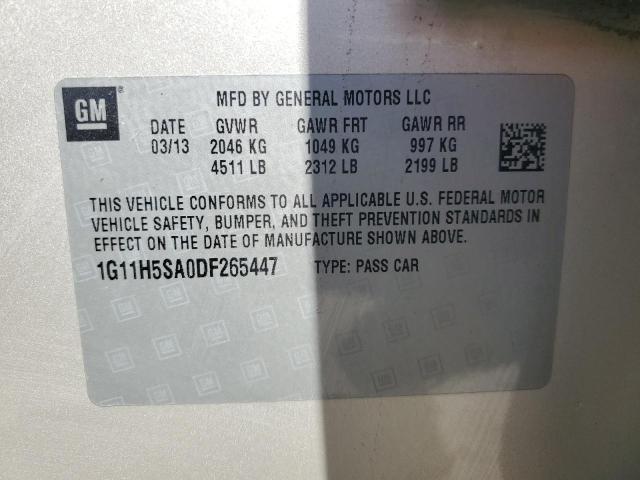 GM
MFD BY GENERAL MOTORS LLC
DATE GVWR GAWR FRT GAWR RR
03/13 2046 KG 1049 KG 997 KG
4511 LB 2312 LB 2199 LB
THIS VEHICLE CONFORMS TO ALL APPLICABLE U.S. FEDERAL MOTOR
VEHICLE SAFETY, BUMPER, AND THEFT PREVENTION STANDARDS IN
EFFECT ON THE DATE OF MANUFACTURE SHOWN ABOVE.
1G11H5SA0DF265447 TYPE: PASS CAR